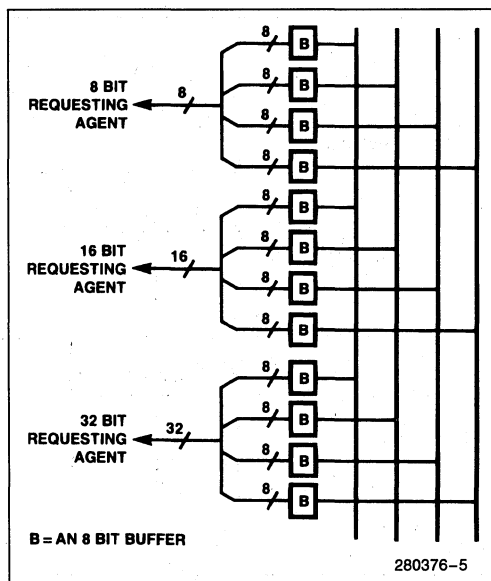 8 B
8 BIT
REQUESTING
AGENT
8
8 B
8 B
8 B
8 B
16 BIT
REQUESTING
AGENT
16
8 B
8 B
8 B
8 B
32 BIT
REQUESTING
AGENT
32
8 B
8 B
8 B
B = AN 8 BIT BUFFER
280376-5